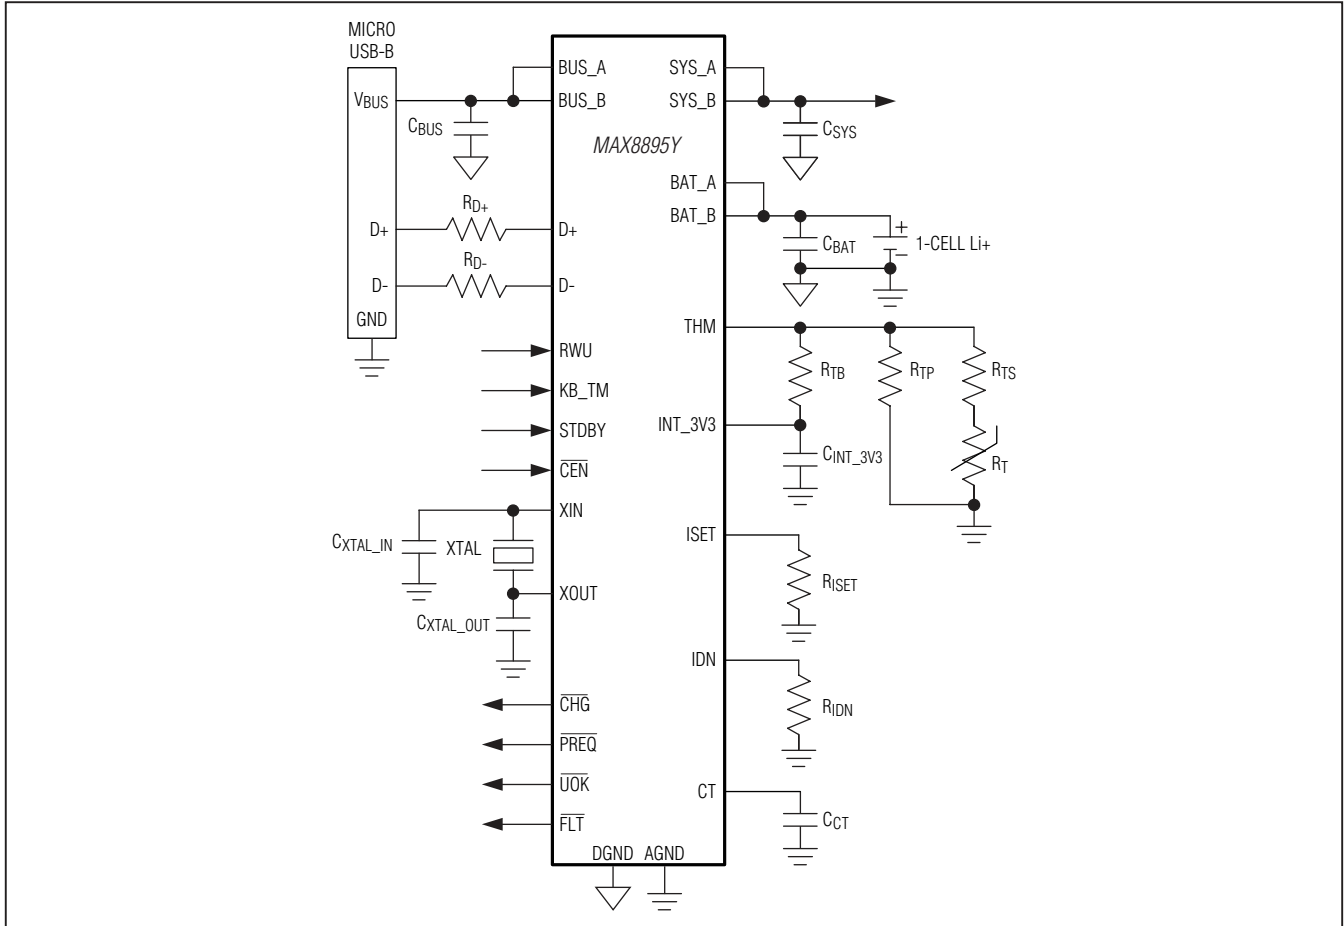 MICRO
USB-B
VBUS
D+
D-
GND
CBUS
RD+
RD-
CXTAL_IN
XTAL
CXTAL_OUT
MAX8895Y
BUS_A
BUS_B
D+
D-
RWU
KB_TM
STDBY
CEN
XIN
XOUT
CHG
PREQ
UOK
FLT
DGND AGND
SYS_A
SYS_B
BAT_A
BAT_B
THM
INT_3V3
ISET
IDN
CT
CSYS
CBAT
+
-
1-CELL Li+
RTB
RTP
RTS
CINT_3V3
RT
RISET
RIDN
CCT